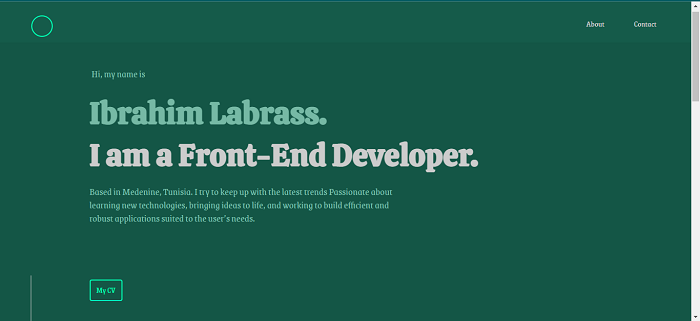 About Contact
Hi, my name is
Ibrahim Labrass.
I am a Front-End Developer.
Based in Medenine, Tunisia. I try to keep up with the latest trends Passionate about
learning new technologies, bringing ideas to life, and working to build efficient and
robust applications suited to the user's needs.
My CV